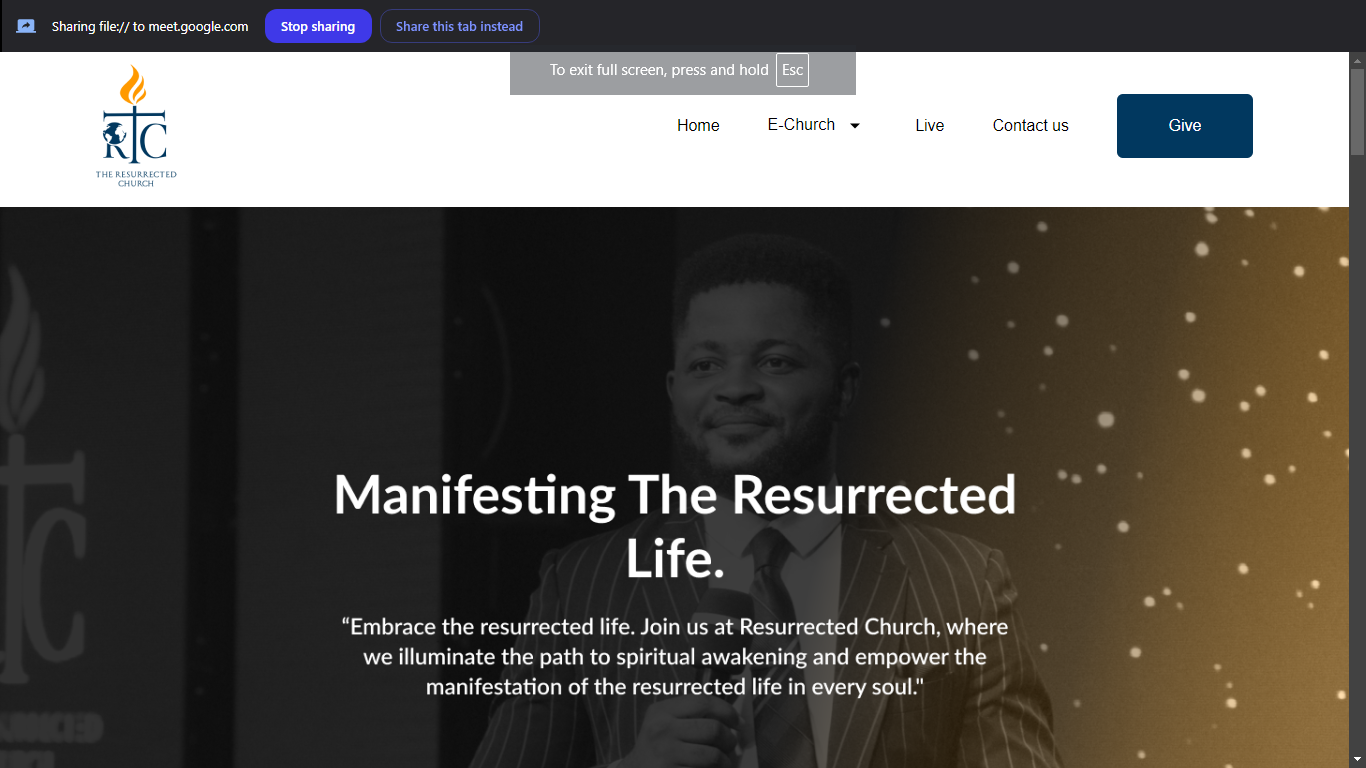 Sharing file:// to meet.google.com Stop sharing Share this tab instead
To exit full screen, press and hold Esc
RTC
THE RESURRECTED
CHURCH
Home E-Church Live Contact us Give
Manifesting The Resurrected
Life.
“Embrace the resurrected life. Join us at Resurrected Church, where
we illuminate the path to spiritual awakening and empower the
manifestation of the resurrected life in every soul."